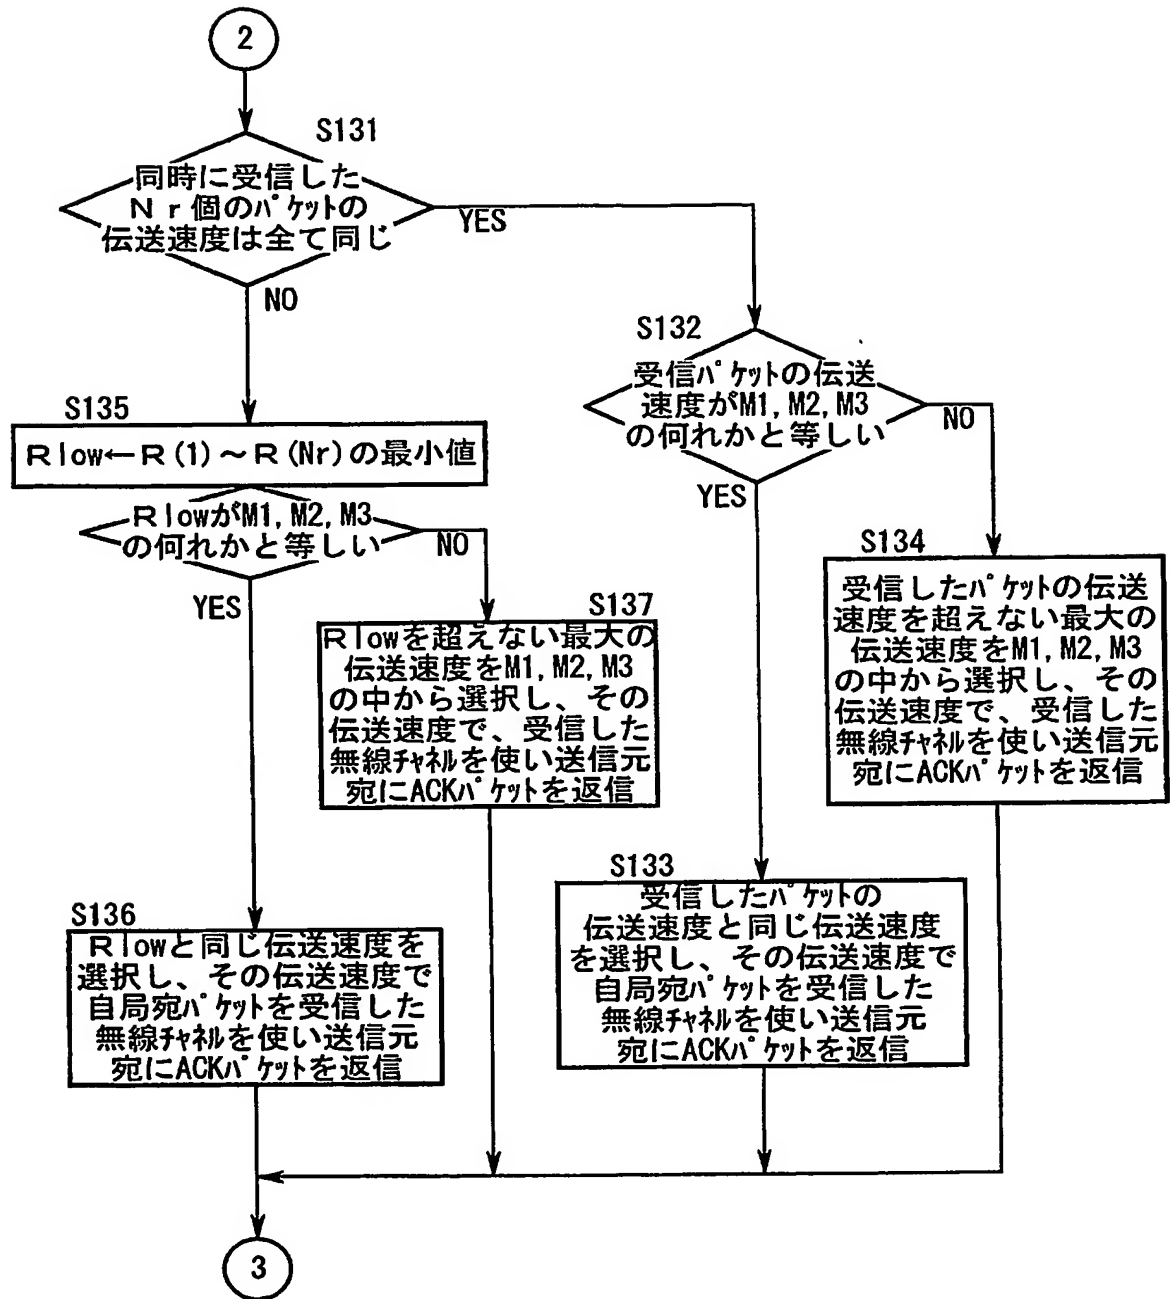 2
S131
同時に受信した
Ｎｒ個のﾊﾟｹｯﾄの
伝送速度は全て同じ
YES
NO
S132
受信ﾊﾟｹｯﾄの伝送
速度がM1, M2, M3
の何れかと等しい
NO
YES
S135
Ｒlow←Ｒ(1)～Ｒ(Nr)の最小値
ＲlowがM1, M2, M3
の何れかと等しい
NO
YES
S134
受信したﾊﾟｹｯﾄの伝送
速度を超えない最大の
伝送速度をM1, M2, M3
の中から選択し、その
伝送速度で、受信した
無線ﾁｬﾈﾙを使い送信元
宛にACKﾊﾟｹｯﾄを返信
S137
Ｒlowを超えない最大の
伝送速度をM1, M2, M3
の中から選択し、その
伝送速度で、受信した
無線ﾁｬﾈﾙを使い送信元
宛にACKﾊﾟｹｯﾄを返信
S133
受信したﾊﾟｹｯﾄの
伝送速度と同じ伝送速度
を選択し、その伝送速度で
自局宛ﾊﾟｹｯﾄを受信した
無線ﾁｬﾈﾙを使い送信元
宛にACKﾊﾟｹｯﾄを返信
S136
Ｒlowと同じ伝送速度を
選択し、その伝送速度で
自局宛ﾊﾟｹｯﾄを受信した
無線ﾁｬﾈﾙを使い送信元
宛にACKﾊﾟｹｯﾄを返信
3